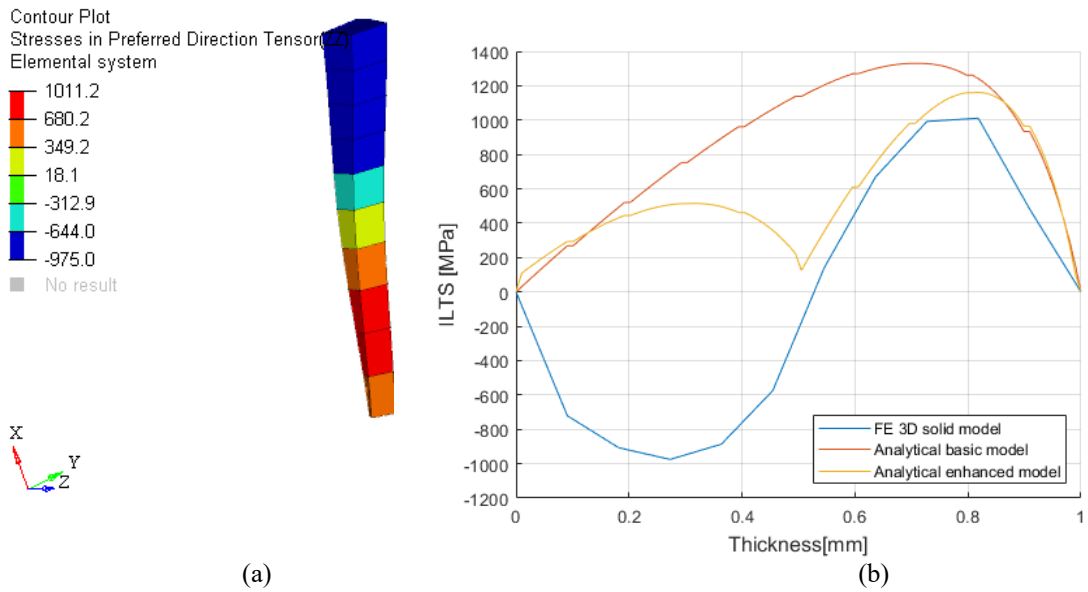 Contour Plot
Stresses in Preferred Direction Tensor(ZZ)
Elemental system
1011.2
680.2
349.2
18.1
-312.9
-644.0
-975.0
No result
X
Y
Z
(a)
1400
1200
1000
800
600
400
200
0
-200
-400
-600
-800
-1000
-1200
ILTS [MPa]
0
0.2
0.4
0.6
0.8
1
Thickness[mm]
FE 3D solid model
Analytical basic model
Analytical enhanced model
(b)